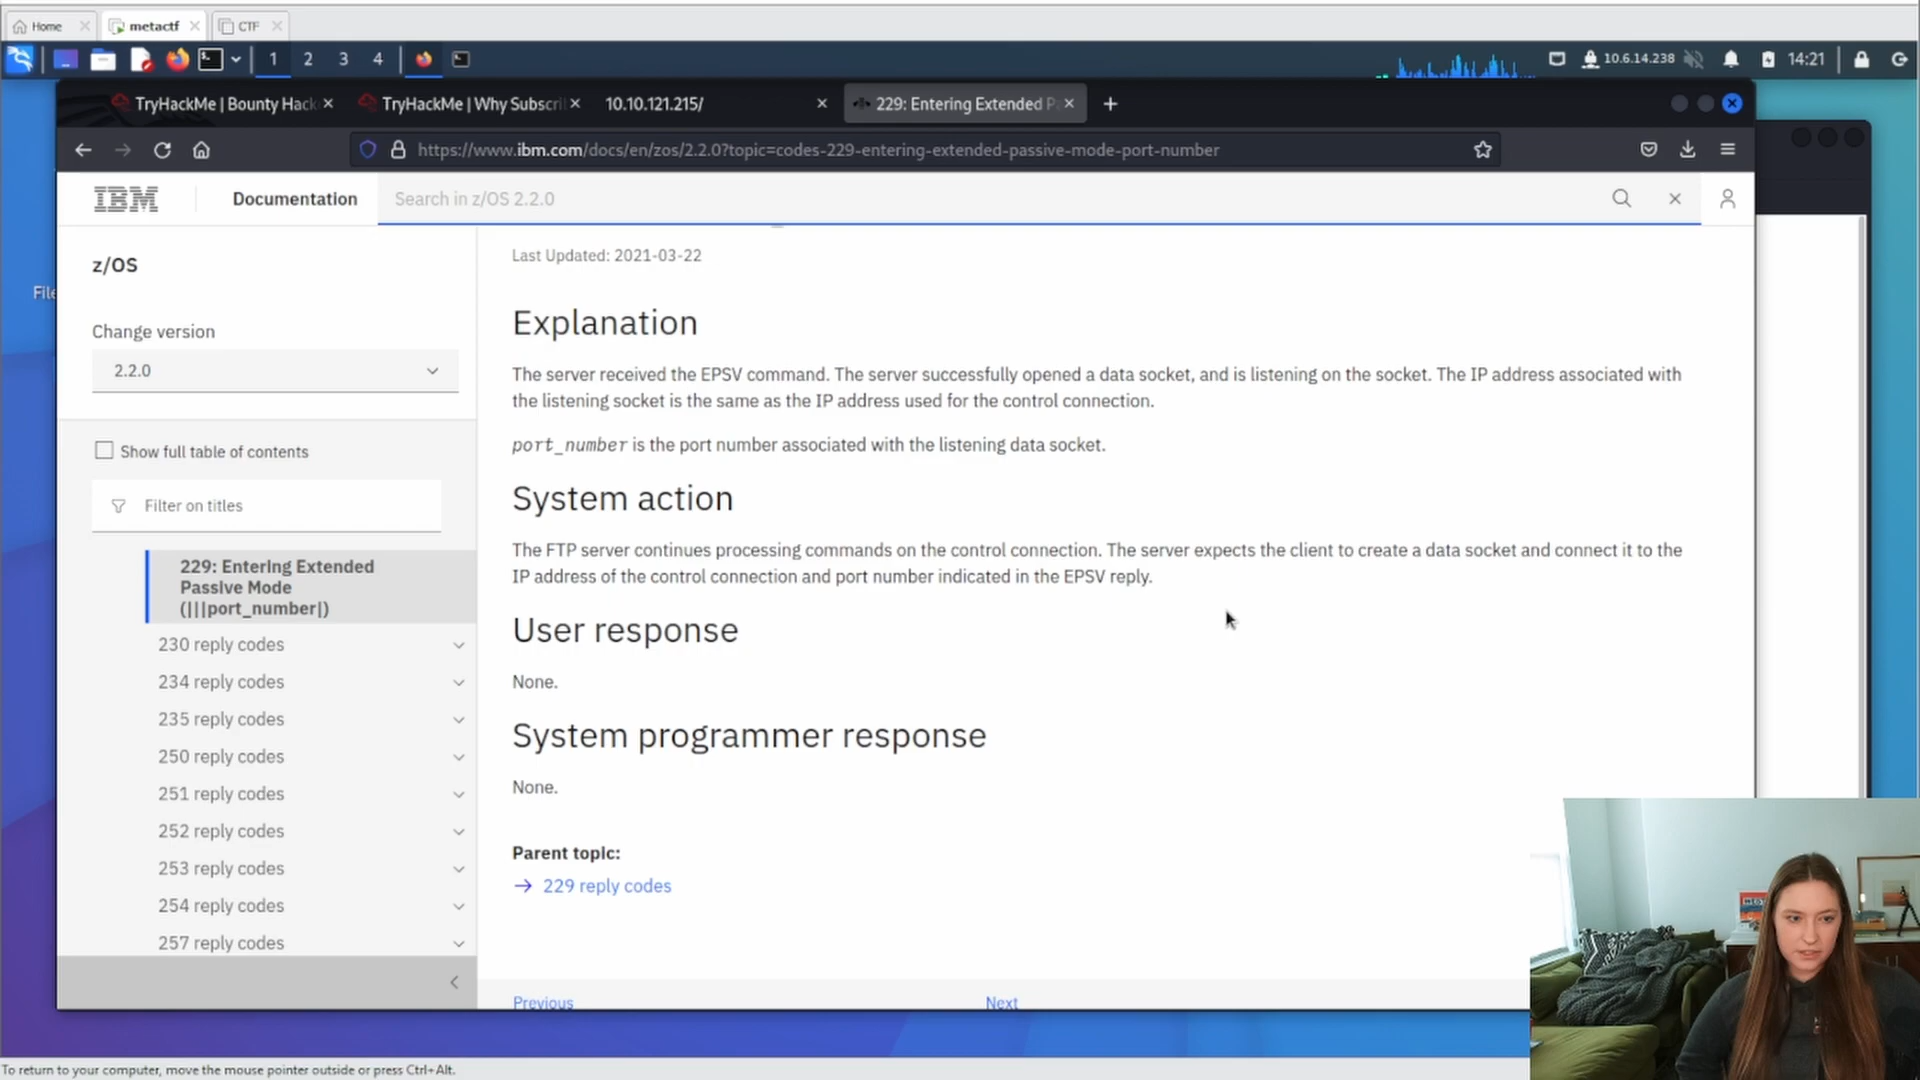 Home
metactf
CTF
1 2 3 4
10.6.14.238
14:21
TryHackMe | Bounty Hack
TryHackMe | Why Subscri
10.10.121.215/
229: Entering Extended P
https://www.ibm.com/docs/en/zos/2.2.0?topic=codes-229-entering-extended-passive-mode-port-number
IBM
Documentation
Search in z/OS 2.2.0
File
z/OS
Change version
2.2.0
Show full table of contents
Filter on titles
229: Entering Extended
Passive Mode
(|||port_number|)
230 reply codes
234 reply codes
235 reply codes
250 reply codes
251 reply codes
252 reply codes
253 reply codes
254 reply codes
257 reply codes
Last Updated: 2021-03-22
Explanation
The server received the EPSV command. The server successfully opened a data socket, and is listening on the socket. The IP address associated with
the listening socket is the same as the IP address used for the control connection.
port_number is the port number associated with the listening data socket.
System action
The FTP server continues processing commands on the control connection. The server expects the client to create a data socket and connect it to the
IP address of the control connection and port number indicated in the EPSV reply.
User response
None.
System programmer response
None.
Parent topic:
→ 229 reply codes
Previous
Next
To return to your computer, move the mouse pointer outside or press Ctrl+Alt.